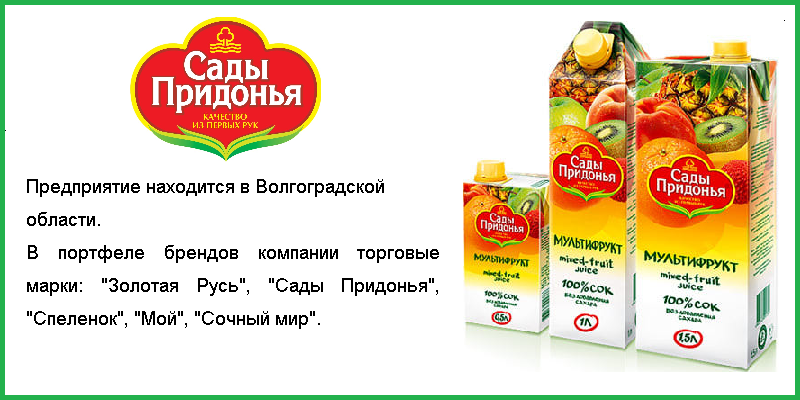 Сады
Придонья
КАЧЕСТВО
ИЗ ПЕРВЫХ РУК
Предприятие находится в Волгоградской
области.
В портфеле брендов компании торговые
марки: "Золотая Русь", "Сады Придонья",
"Спеленок", "Мой", "Сочный мир".
Сады
Придонья
МУЛЬТИФРУКТ
mixed-fruit
juice
100% СОК
БЕЗ ДОБАВЛЕНИЯ
САХАРА
Сады
Придонья
МУЛЬТИФРУКТ
mixed-fruit
juice
100% СОК
БЕЗ ДОБАВЛЕНИЯ
САХАРА
1Л
Сады
Придонья
МУЛЬТИФРУКТ
mixed-fruit
juice
100% СОК
БЕЗ ДОБАВЛЕНИЯ
САХАРА
1,5Л